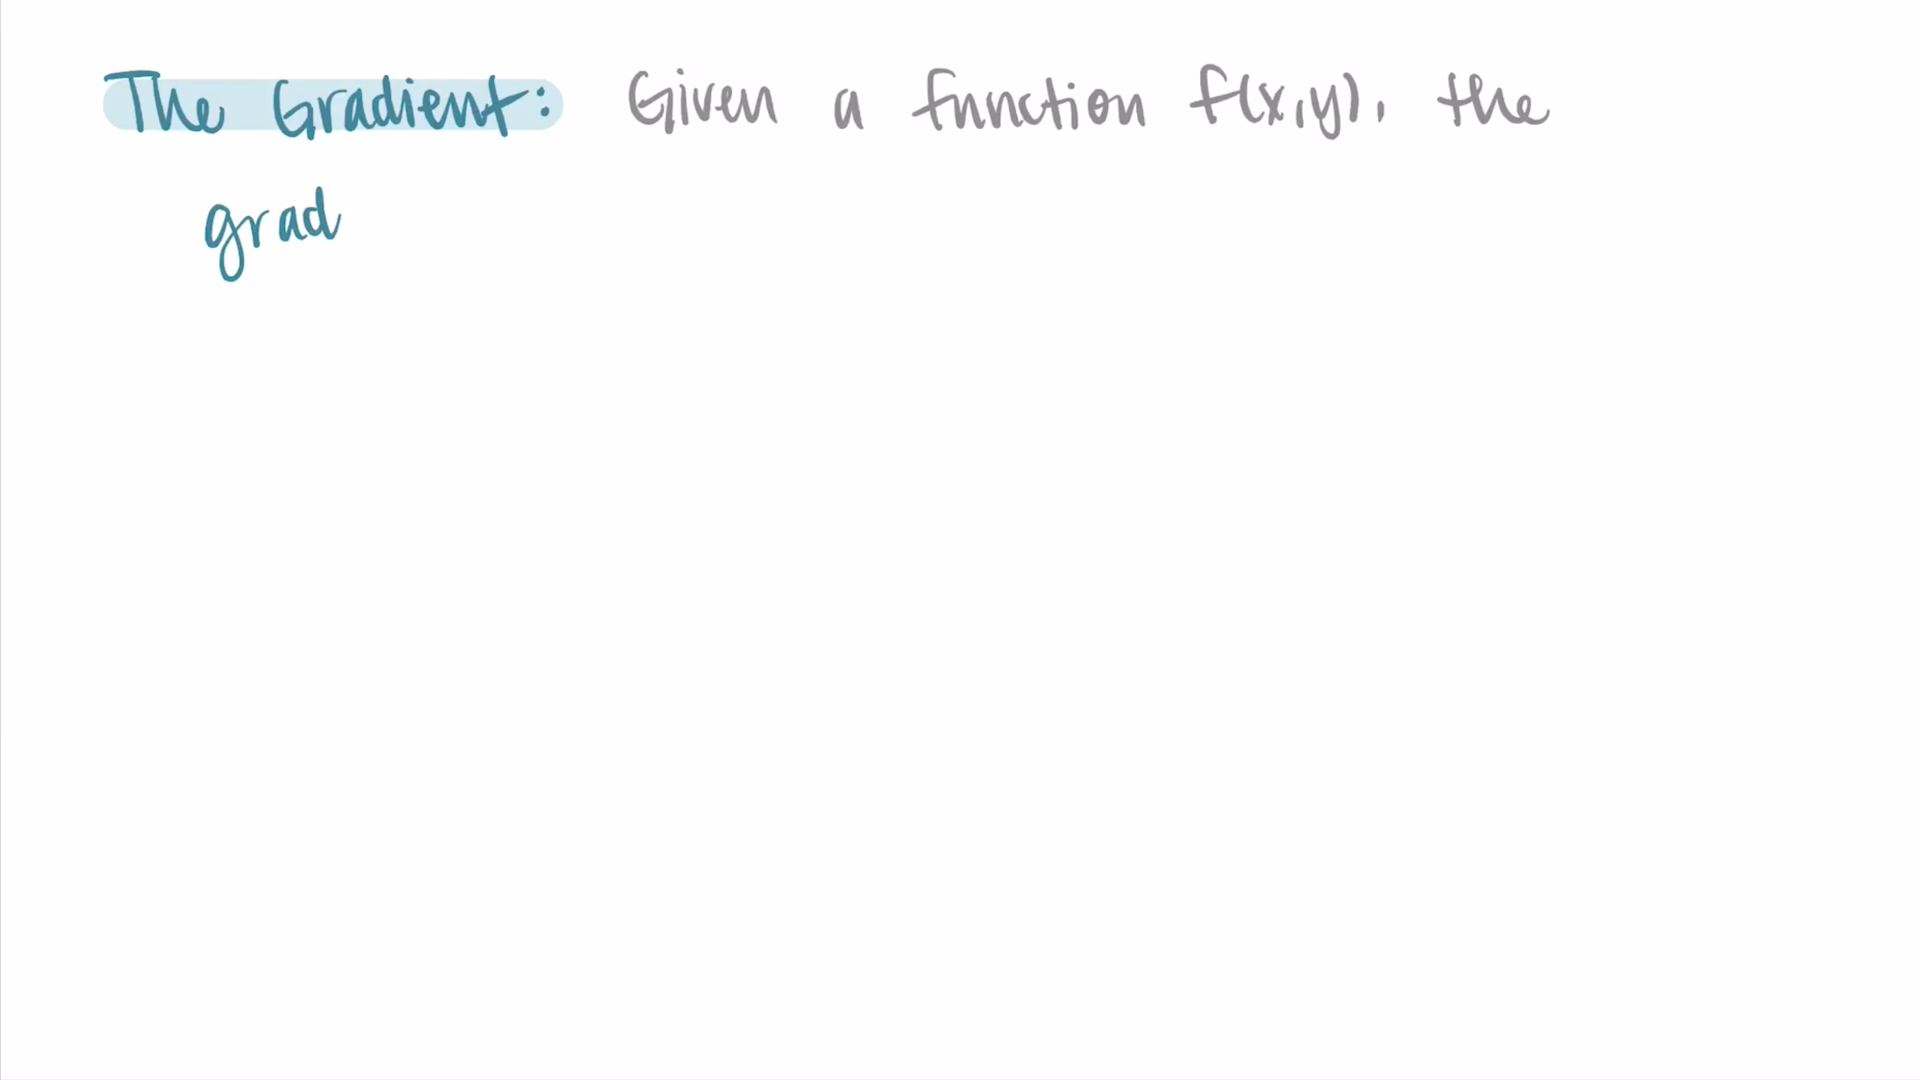 The Gradient: Given a function f(x,y), the
grad